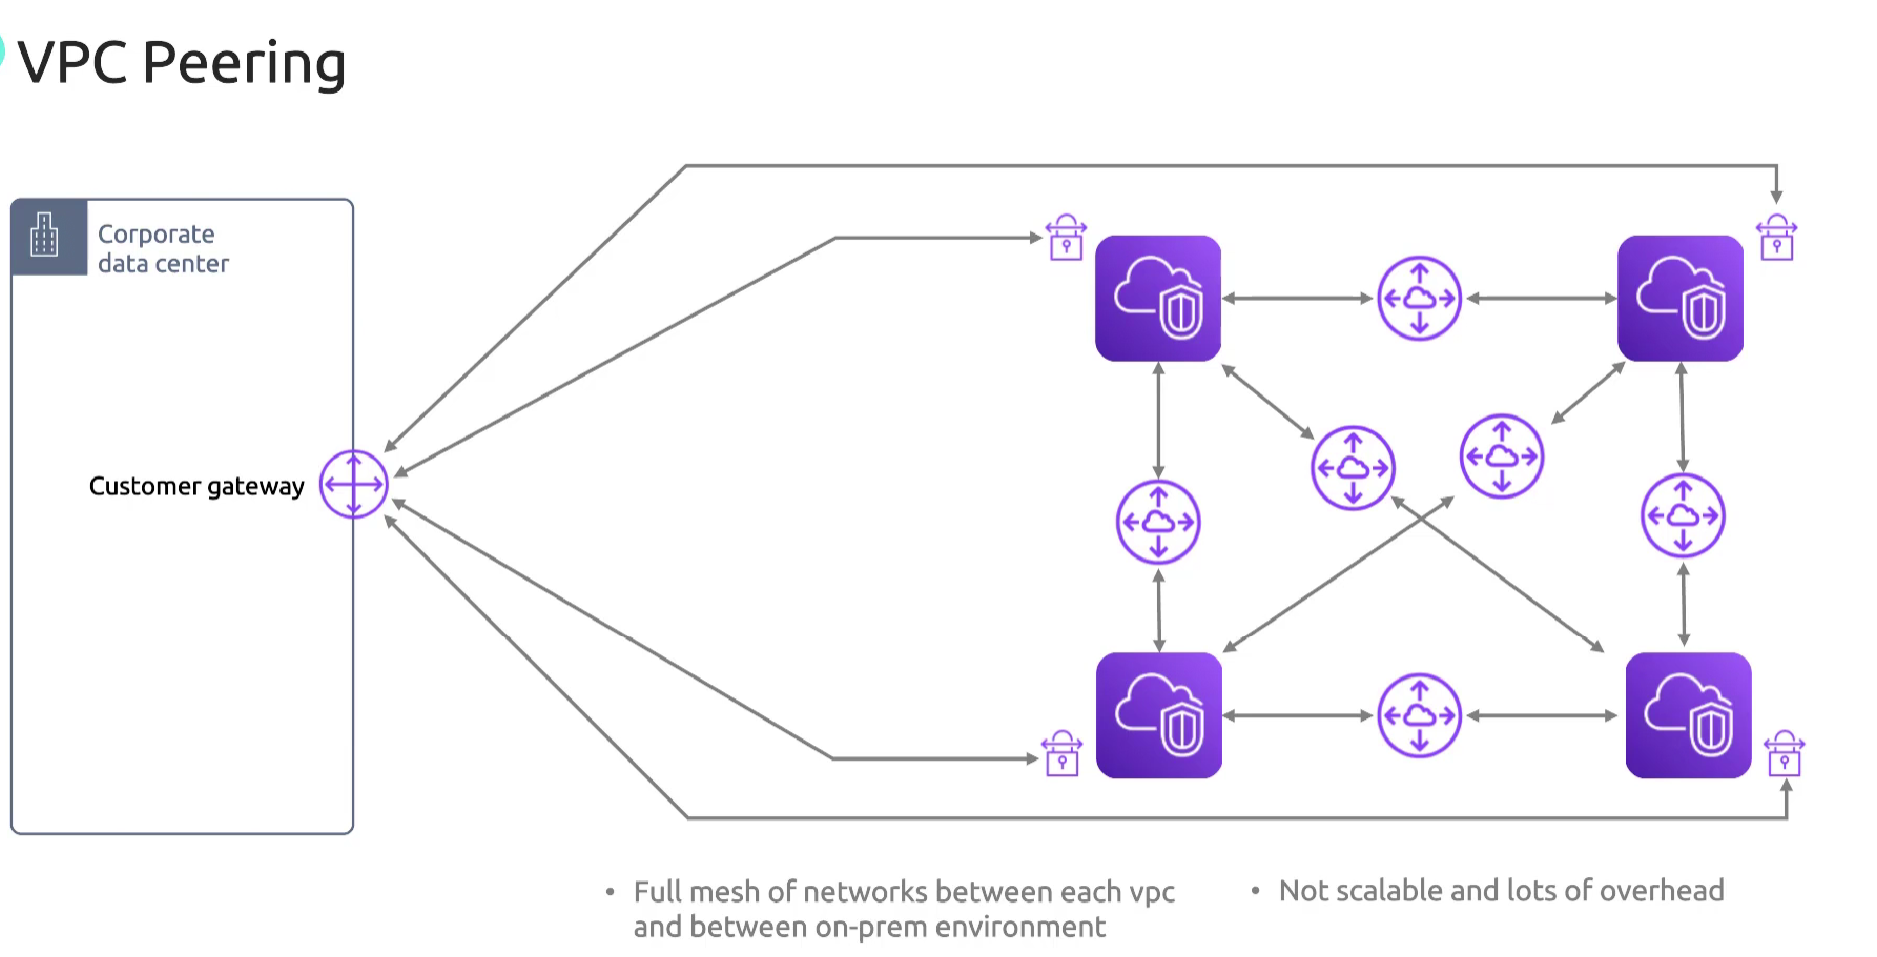 VPC Peering
Corporate
data center
Customer gateway
• Full mesh of networks between each vpc
and between on-prem environment
• Not scalable and lots of overhead